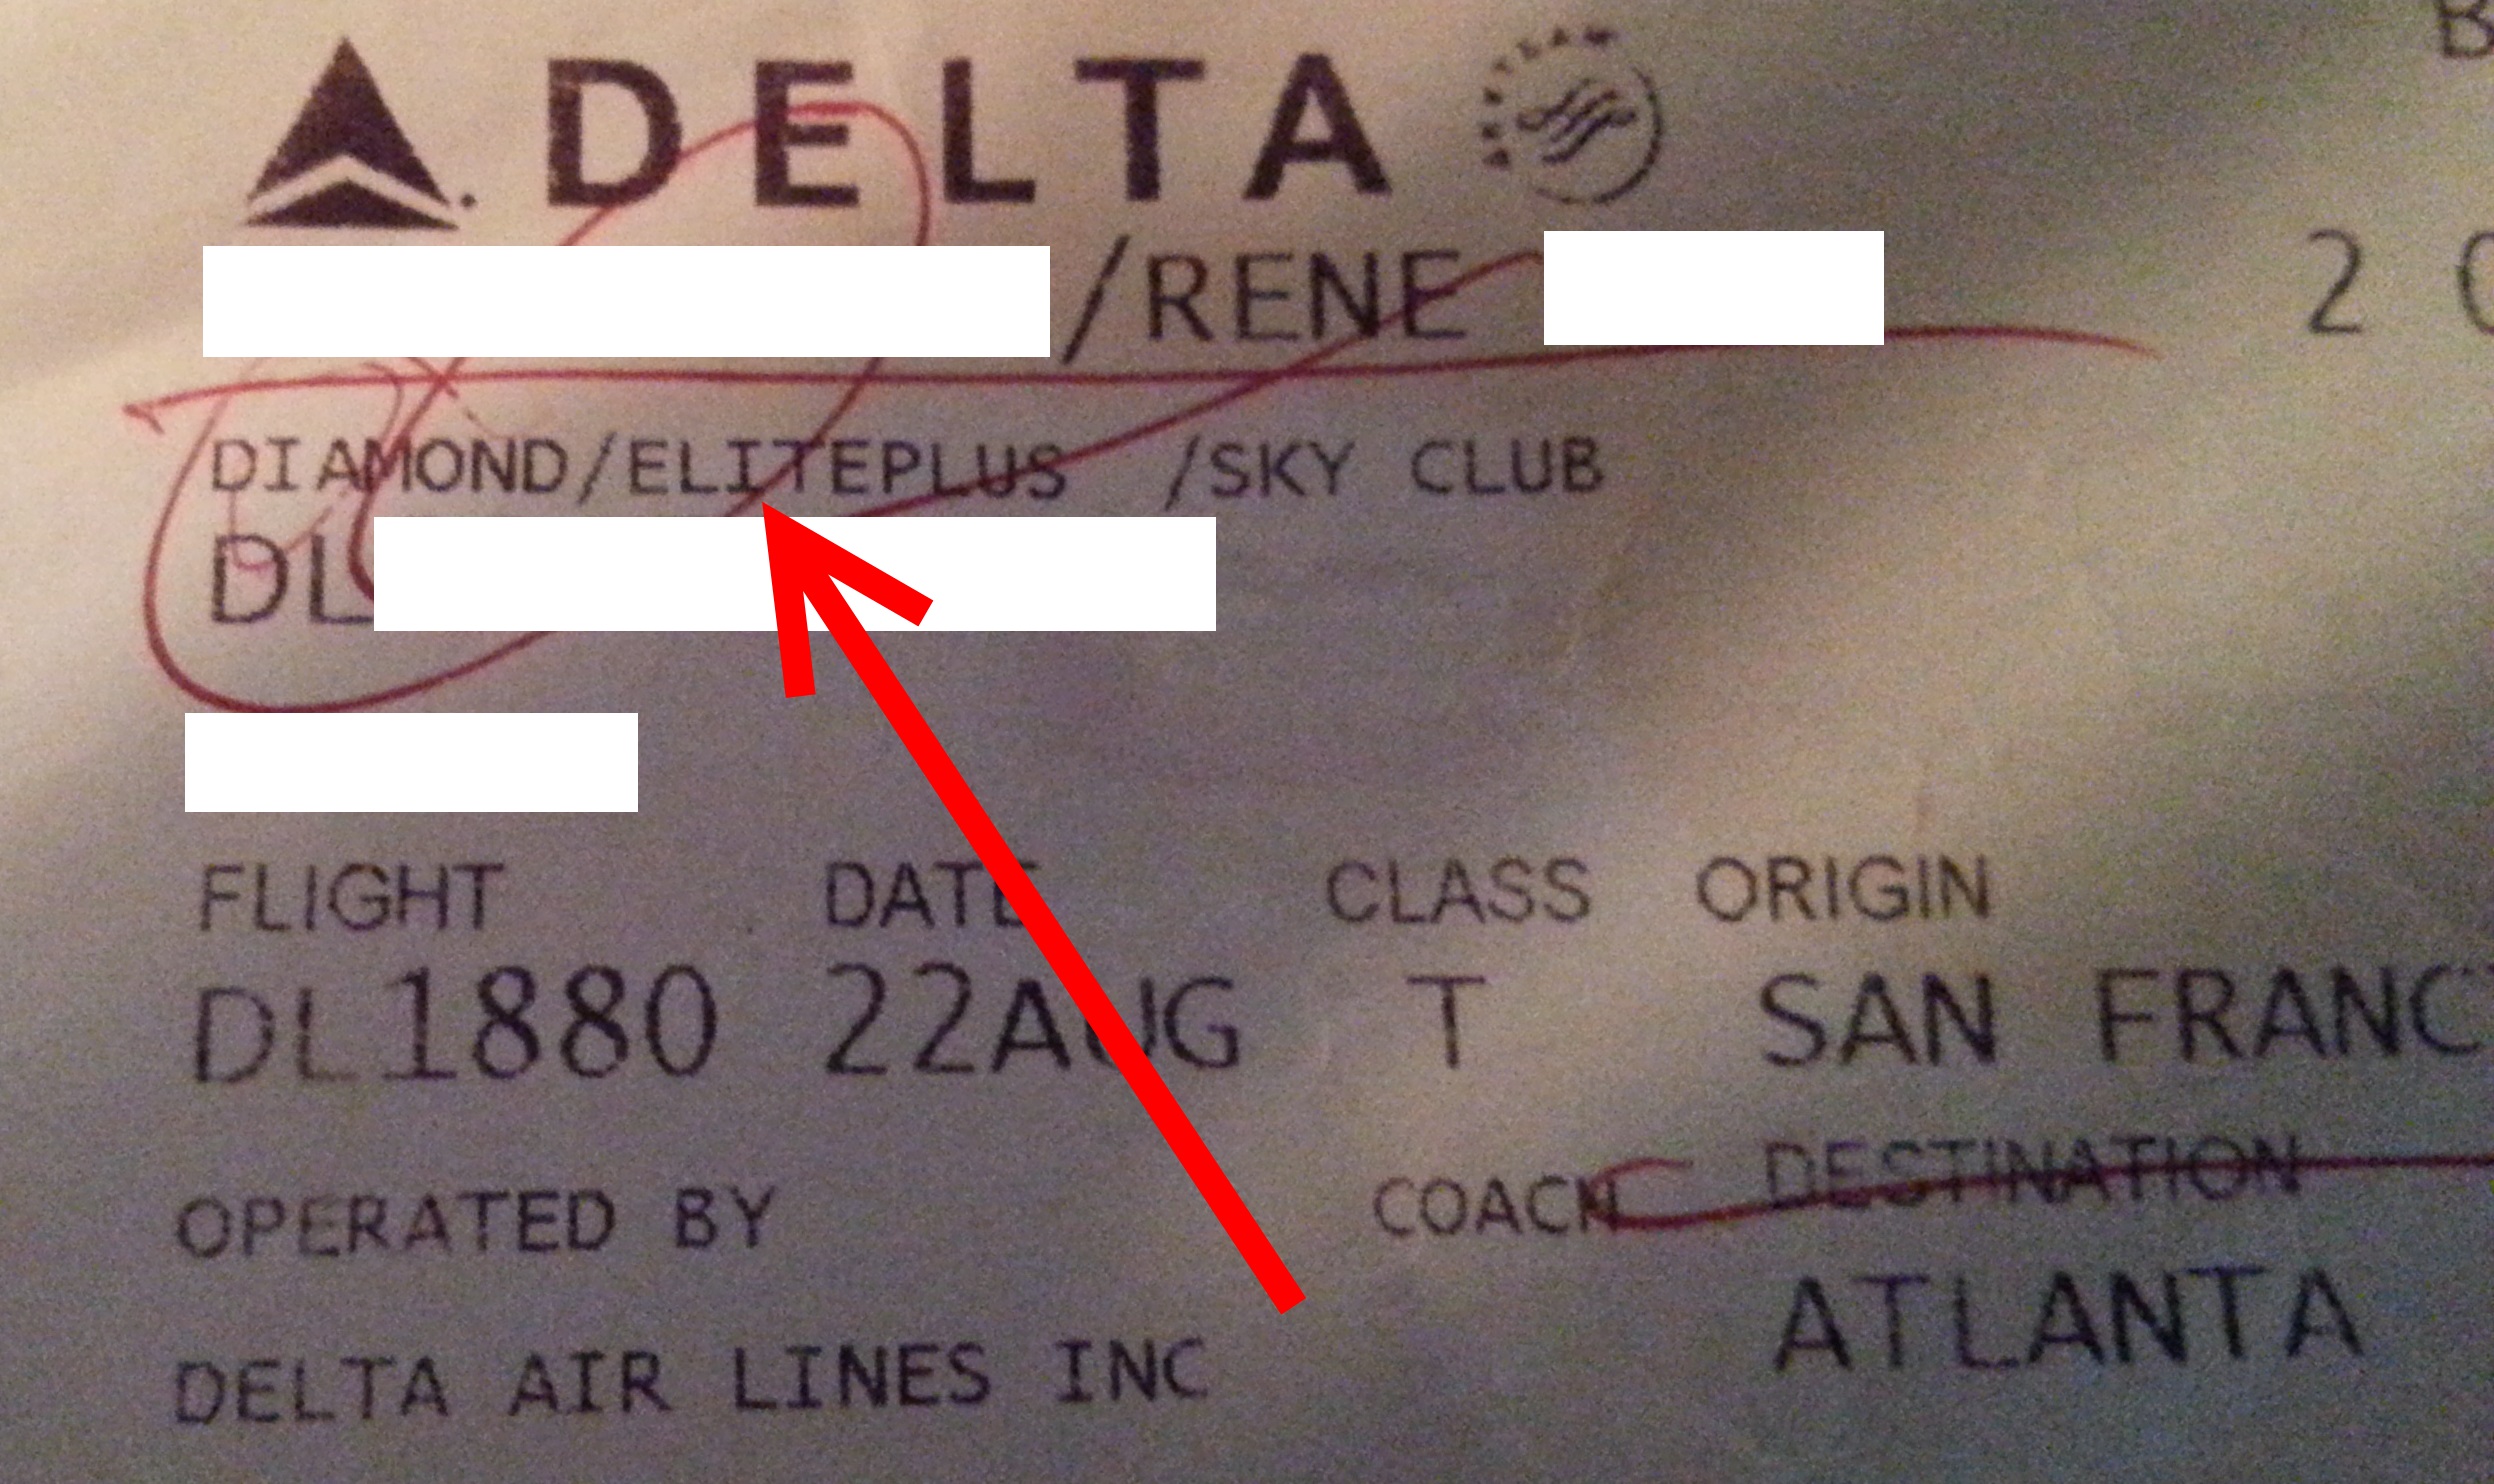 DELTA SKYTEAM
/RENE
DIAMOND/ELITEPLUS /SKY CLUB
DL
FLIGHT DATE CLASS ORIGIN
DL1880 22AUG T SAN FRANC
OPERATED BY COACH DESTINATION
ATLANTA
DELTA AIR LINES INC